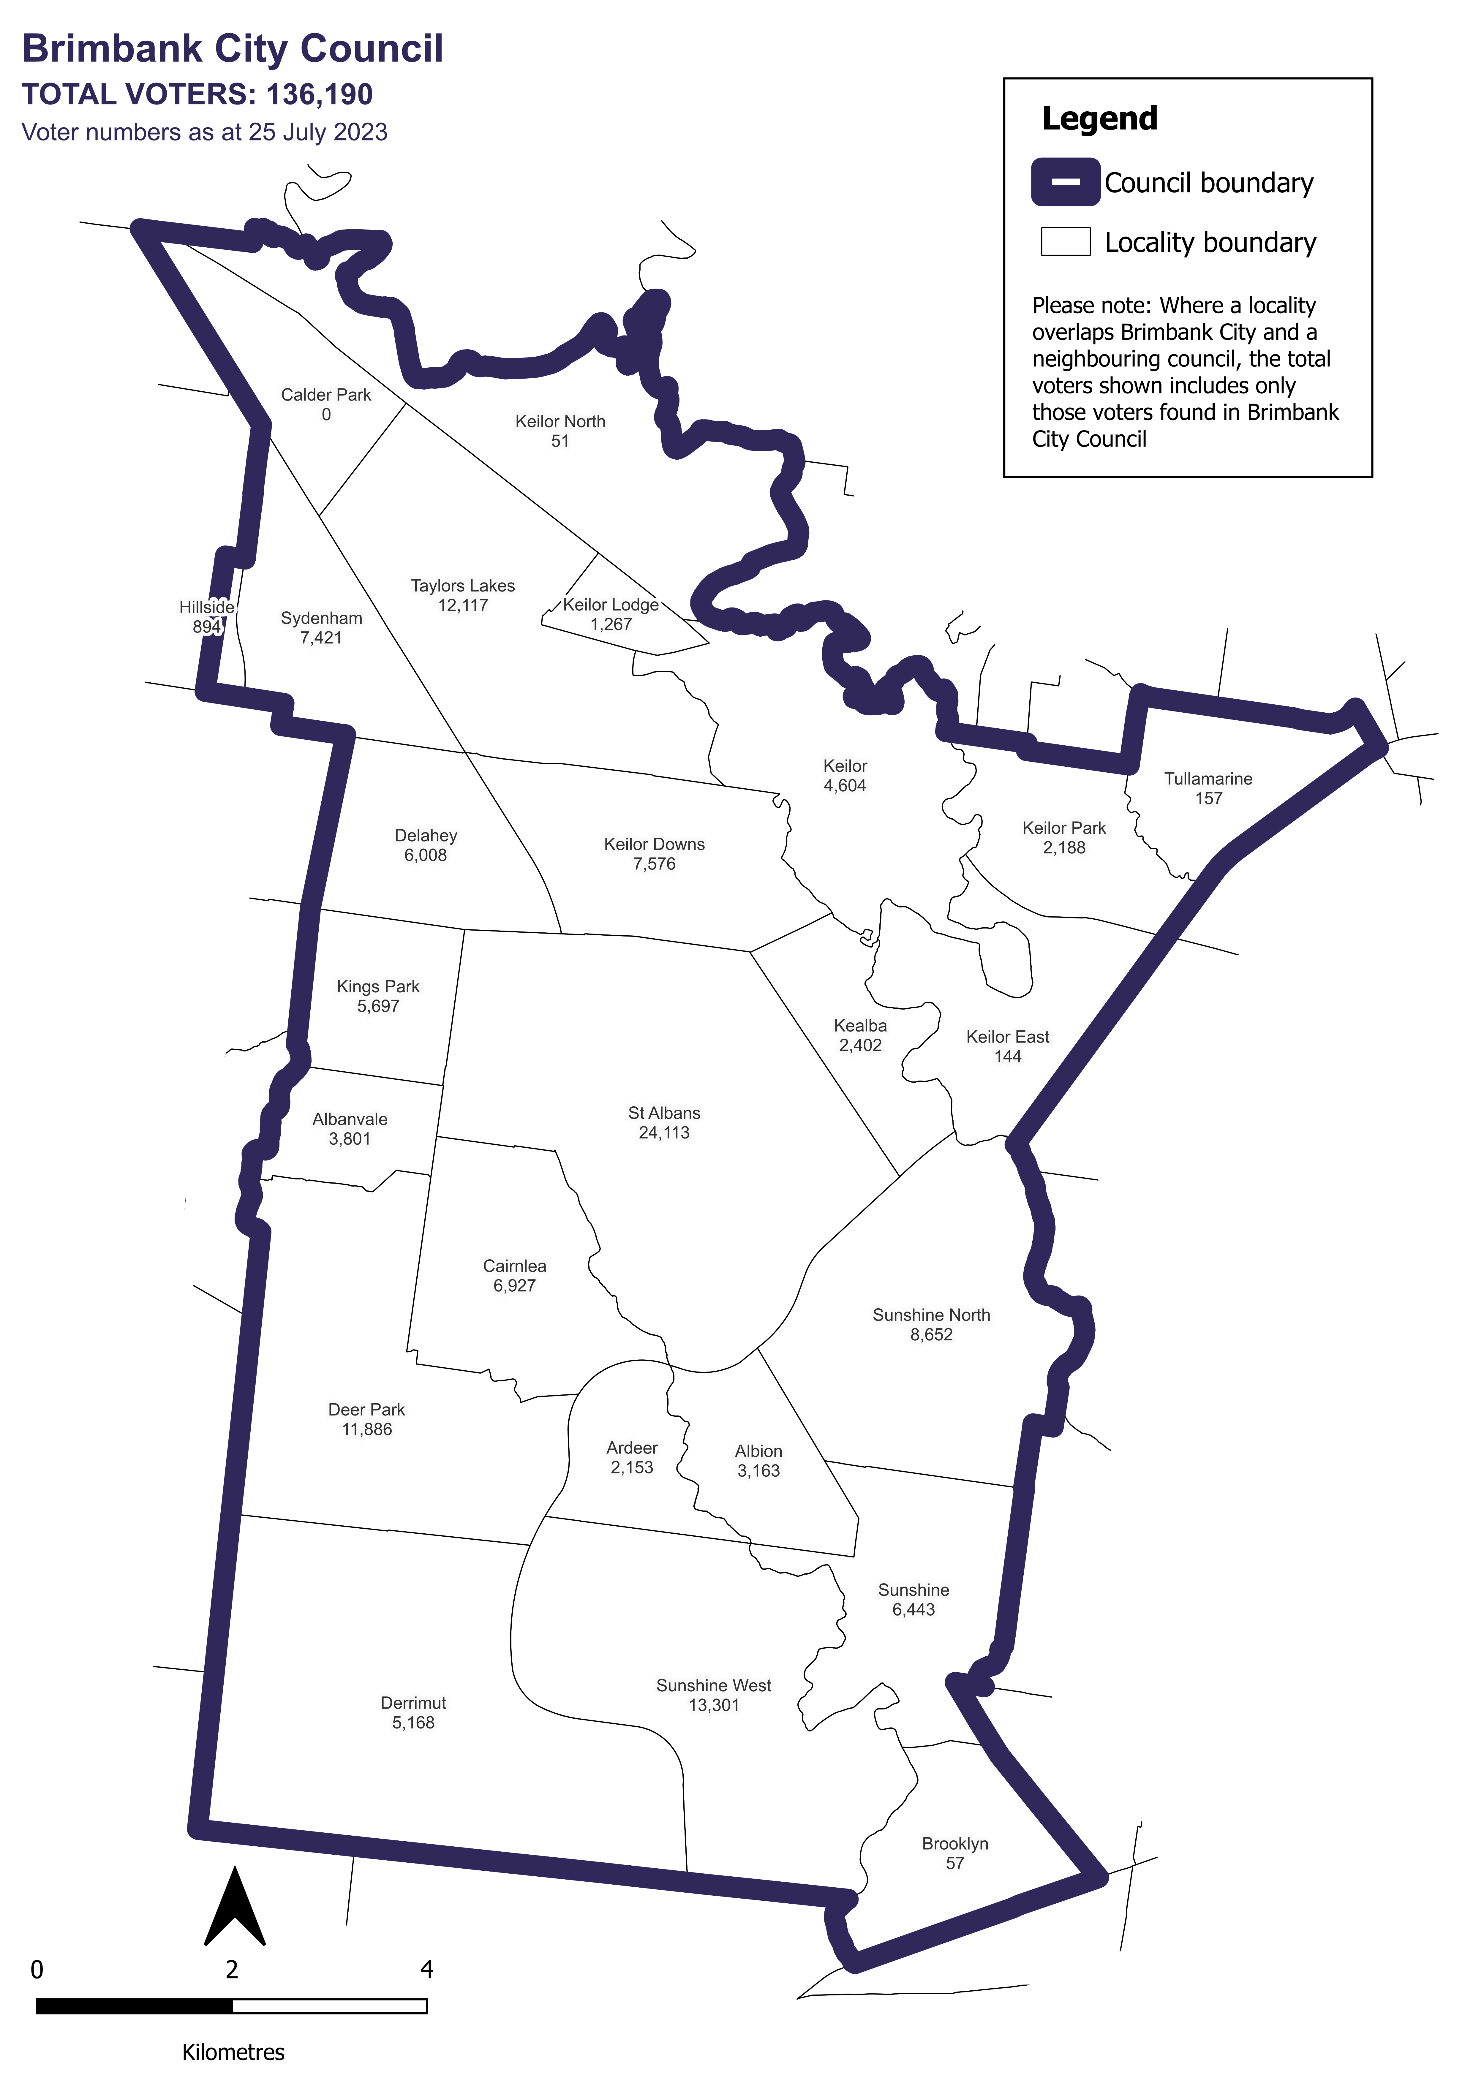 Brimbank City Council
TOTAL VOTERS: 136,190
Voter numbers as at 25 July 2023
Legend
Council boundary
Locality boundary
Please note: Where a locality
overlaps Brimbank City and a
neighbouring council, the total
voters shown includes only
those voters found in Brimbank
City Council
Calder Park
0
Keilor North
51
Taylors Lakes
12,117
Keilor Lodge
1,267
Hillside
894
Sydenham
7,421
Keilor
4,604
Tullamarine
157
Keilor Park
2,188
Delahey
6,008
Keilor Downs
7,576
Kings Park
5,697
Kealba
2,402
Keilor East
144
Albanvale
3,801
St Albans
24,113
Cairnlea
6,927
Sunshine North
8,652
Deer Park
11,886
Ardeer
2,153
Albion
3,163
Sunshine
6,443
Sunshine West
13,301
Derrimut
5,168
Brooklyn
57
0 2 4
Kilometres